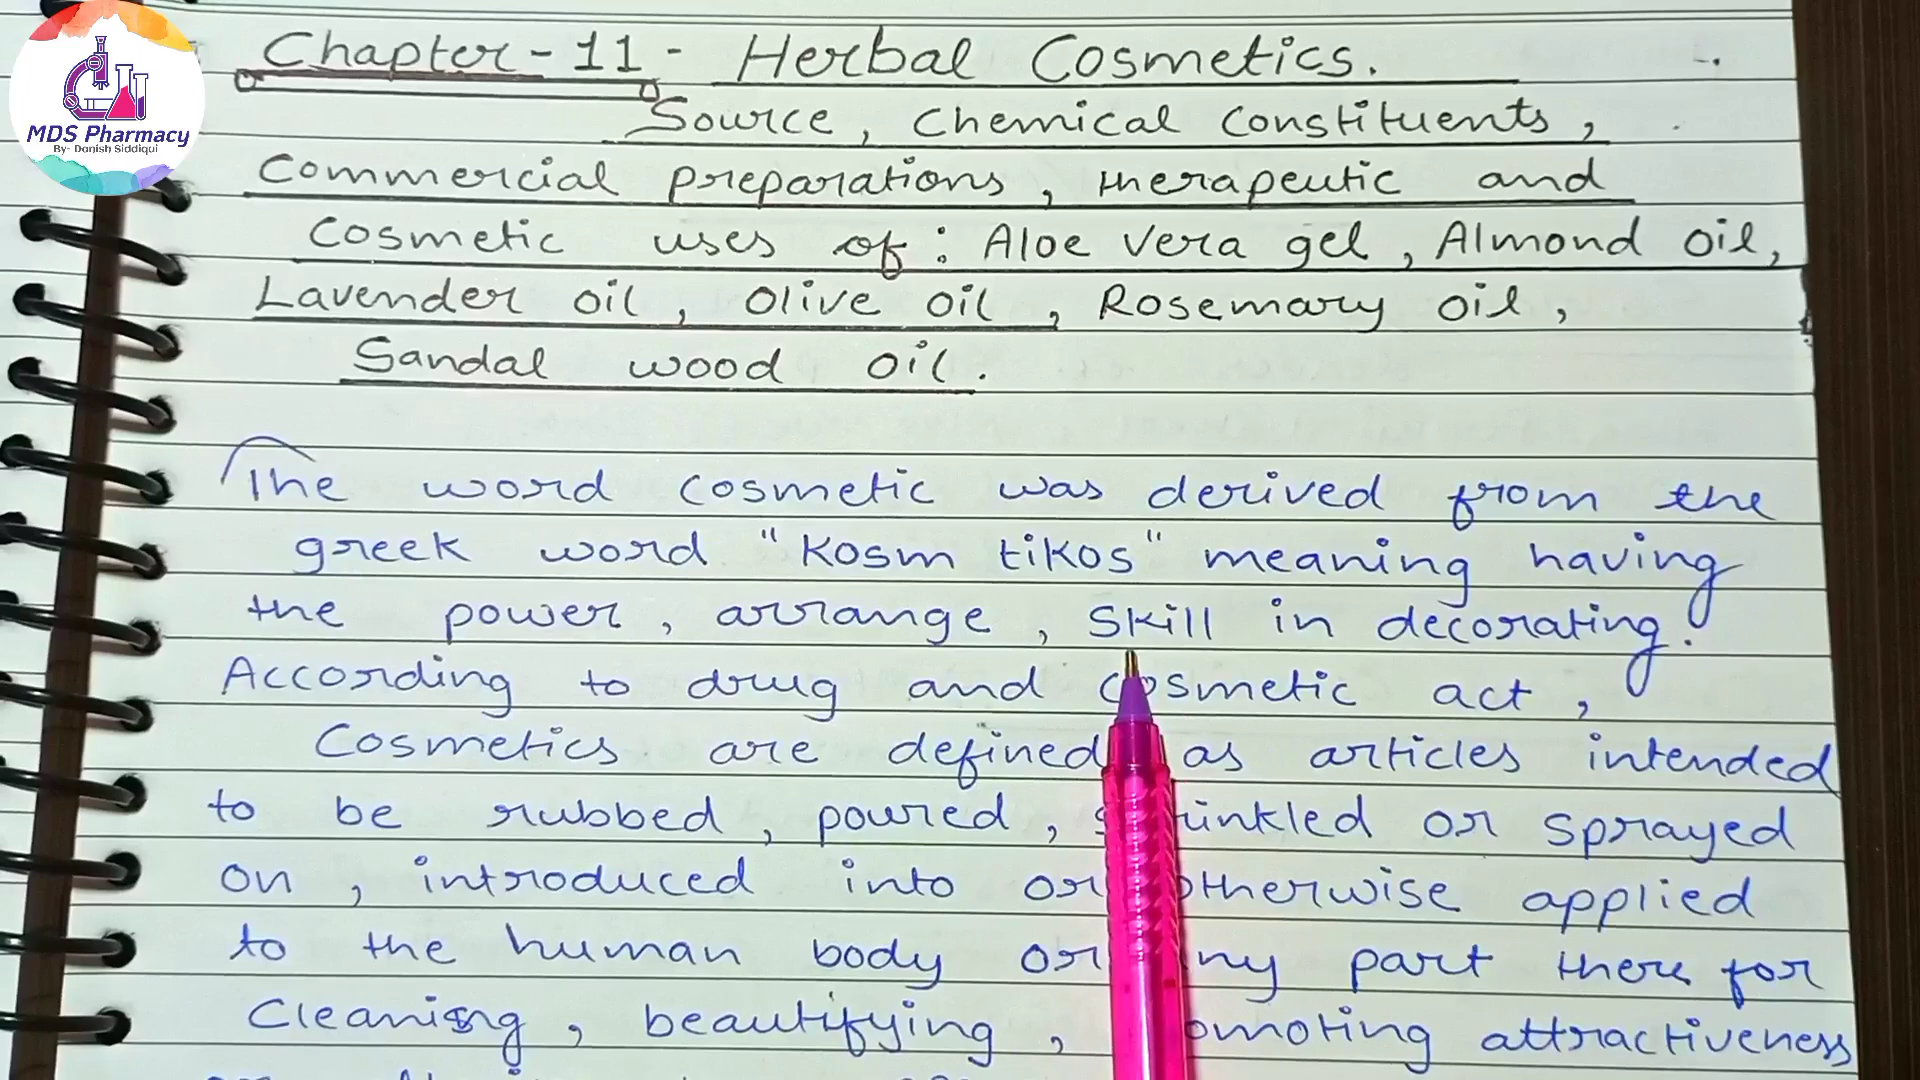 MDS Pharmacy
By- Danish Siddiqui
Chapter - 11 - Herbal Cosmetics.
Source, Chemical Constituents,
Commercial preparations, therapeutic and
Cosmetic uses of : Aloe vera gel, Almond oil,
Lavender oil, Olive oil, Rosemary oil,
Sandal wood oil.
The word cosmetic was derived from the
greek word "Kosm tikos" meaning having
the power, arrange, skill in decorating.
According to drug and cosmetic act,
Cosmetics are defined as articles intended
to be rubbed, poured, or sprayed
on, introduced into or otherwise applied
to the human body or part there for
beautifying, attractiveness